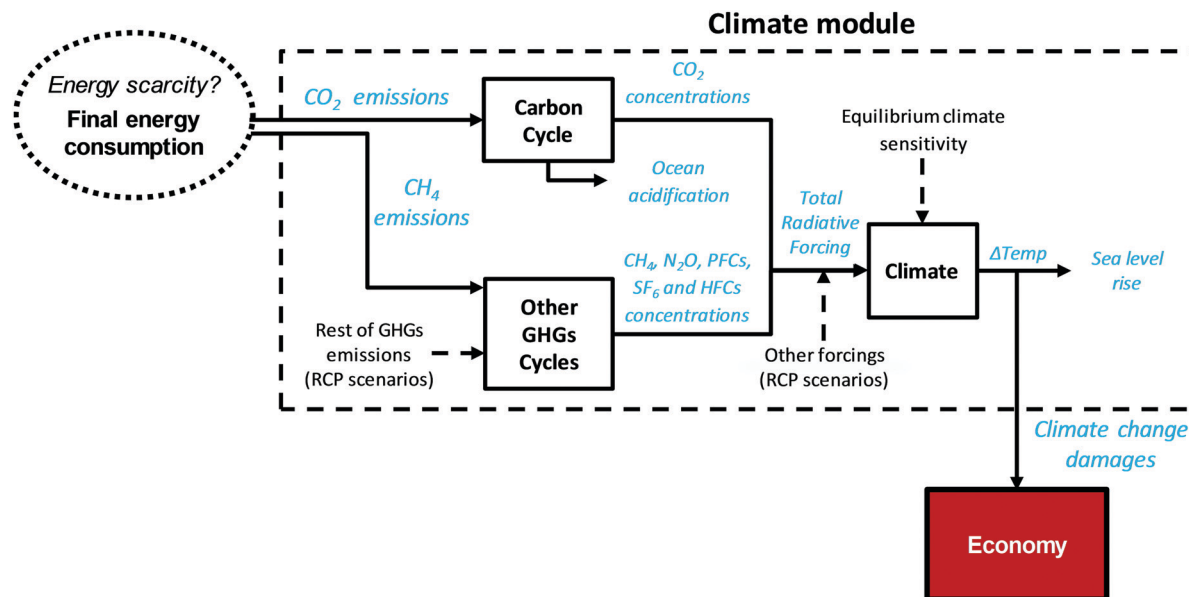 Climate module
Energy scarcity?
Final energy
consumption
CO₂ emissions
CH₄
emissions
Carbon
Cycle
CO₂
concentrations
Ocean
acidification
Equilibrium climate
sensitivity
Total
Radiative
Forcing
Climate
ΔTemp
Sea level
rise
CH₄, N₂O, PFCs,
SF₆ and HFCs
concentrations
Other
GHGs
Cycles
Rest of GHGs
emissions
(RCP scenarios)
Other forcings
(RCP scenarios)
Climate change
damages
Economy